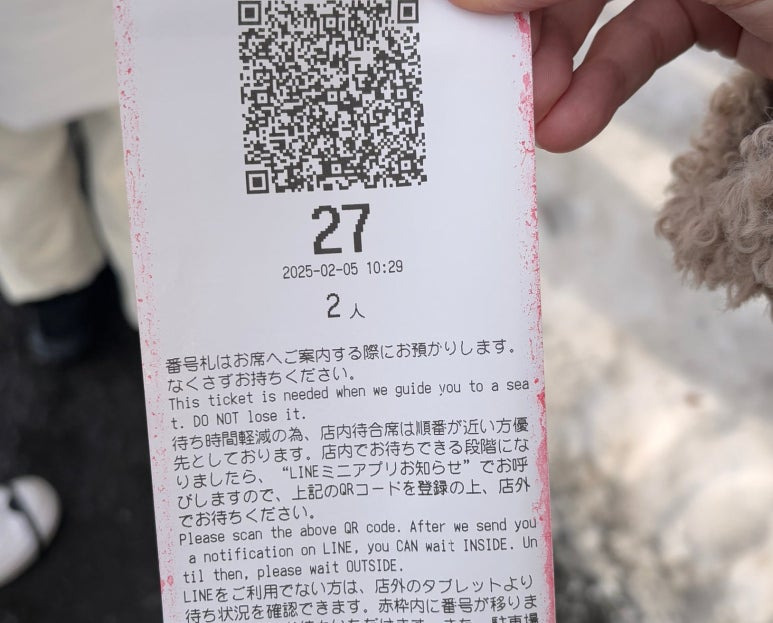 27
2025-02-05 10:29
2人
番号札はお席へご案内する際にお預かりします。
なくさずお持ちください。
This ticket is needed when we guide you to a sea
t. DO NOT lose it.
待ち時間軽減の為、店内待合席は順番が近い方優
先としております。店内でお待ちできる段階にな
りましたら、“LINEミニアプリお知らせ”でお呼
びしますので、上記のQRコードを登録の上、店外
でお待ちください。
Please scan the above QR code. After we send you
a notification on LINE, you CAN wait INSIDE. Un
til then, please wait OUTSIDE.
LINEをご利用でない方は、店外のタブレットより
待ち状況を確認できます。赤枠内に番号が移りま